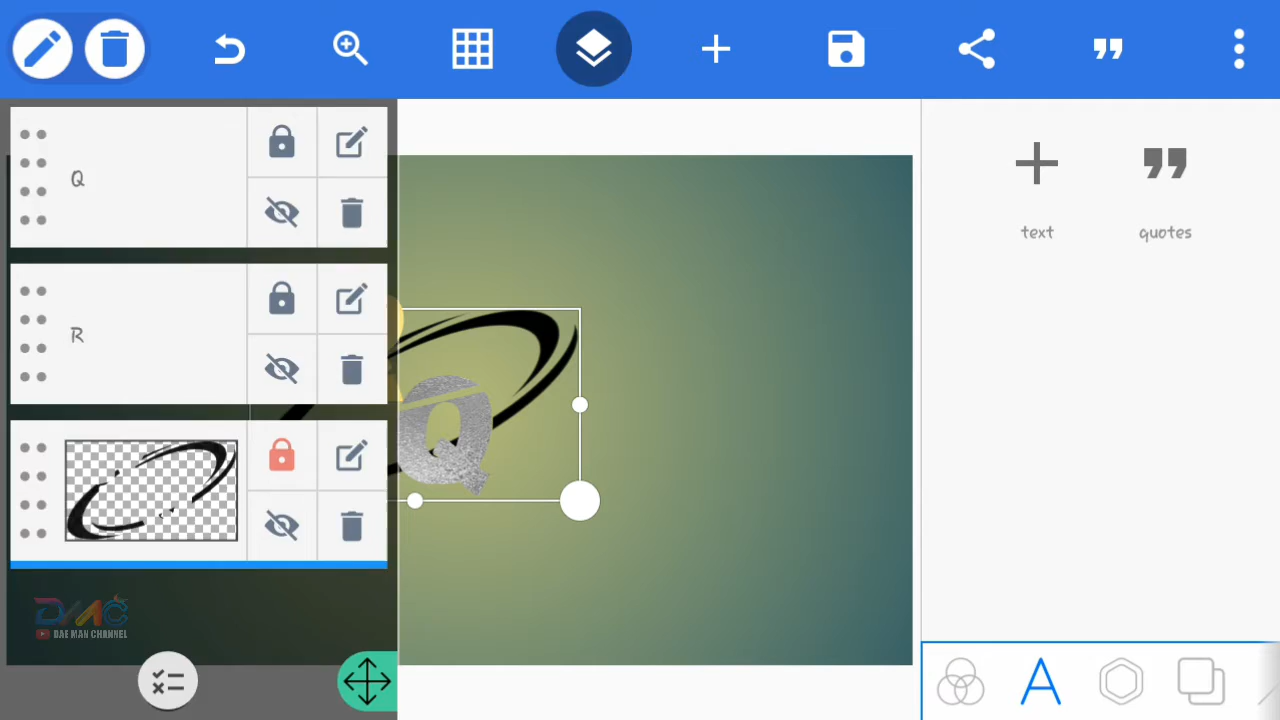 Q
R
text
quotes
Q
DMC
DAE MAN CHANNEL
A